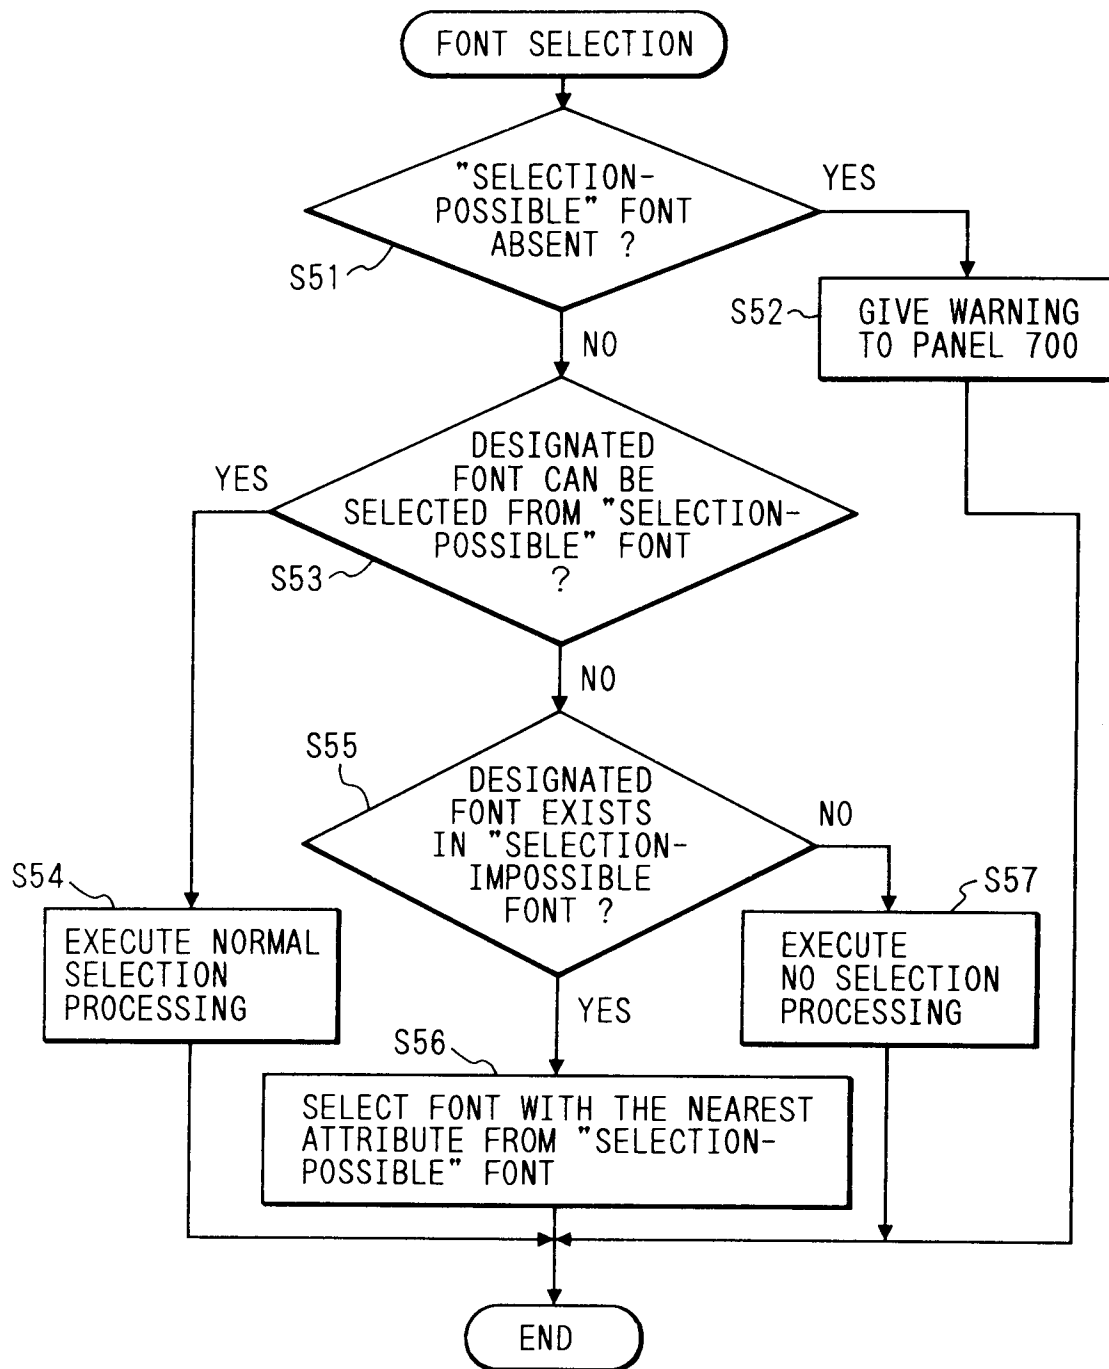 FONT SELECTION
"SELECTION-
POSSIBLE" FONT
ABSENT ?
YES
S51
S52
GIVE WARNING
TO PANEL 700
NO
DESIGNATED
FONT CAN BE
SELECTED FROM "SELECTION-
POSSIBLE" FONT
?
YES
S53
NO
S55
DESIGNATED
FONT EXISTS
IN "SELECTION-
IMPOSSIBLE
FONT ?
NO
S54
EXECUTE NORMAL
SELECTION
PROCESSING
S57
EXECUTE
NO SELECTION
PROCESSING
YES
S56
SELECT FONT WITH THE NEAREST
ATTRIBUTE FROM "SELECTION-
POSSIBLE" FONT
END